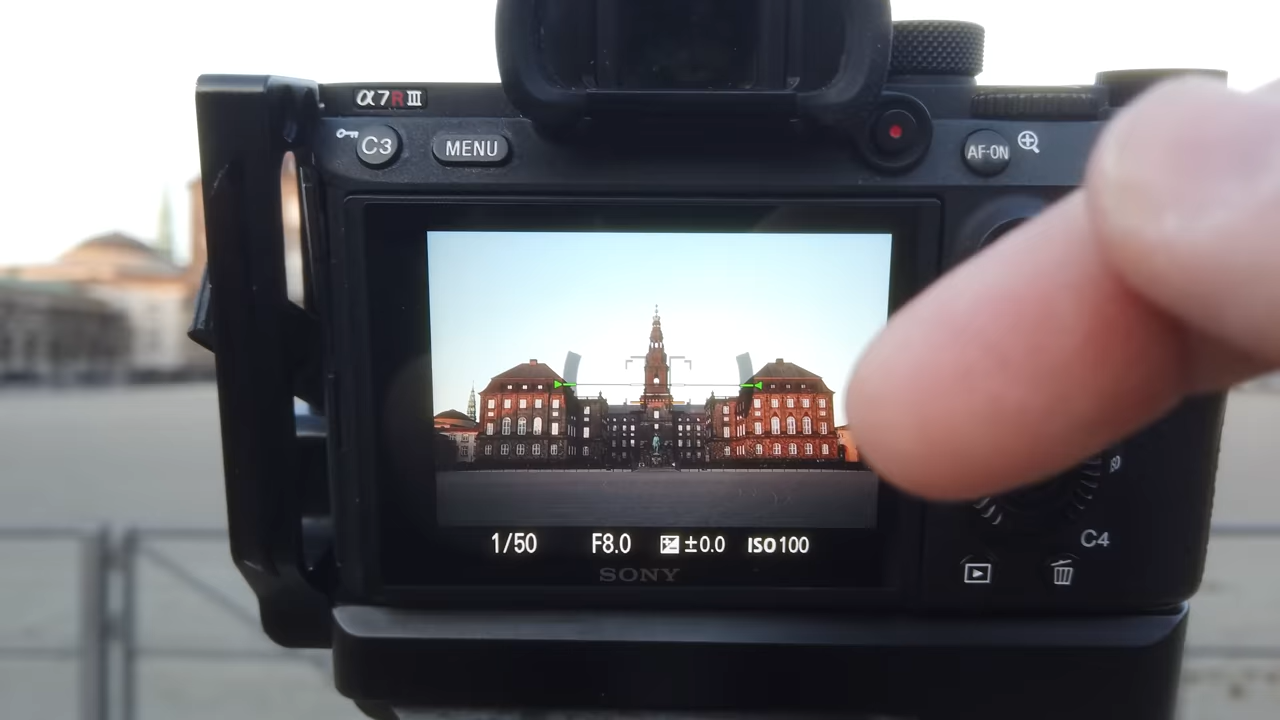 α7RIII
C3 MENU AF-ON
1/50 F8.0 ±0.0 ISO100
SONY
C4